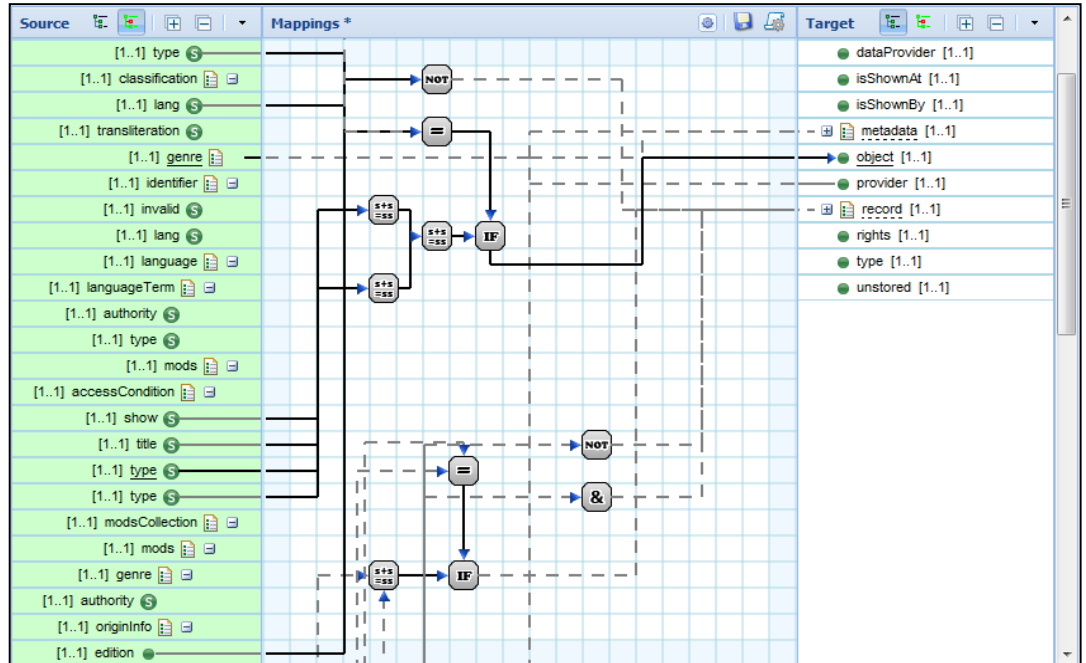 Source
Mappings *
Target
[1..1] type S
[1..1] classification
[1..1] lang S
[1..1] transliteration S
[1..1] genre
[1..1] identifier
[1..1] invalid S
[1..1] lang S
[1..1] language
[1..1] languageTerm
[1..1] authority S
[1..1] type S
[1..1] mods
[1..1] accessCondition
[1..1] show S
[1..1] title S
[1..1] type S
[1..1] type S
[1..1] modsCollection
[1..1] mods
[1..1] genre
[1..1] authority S
[1..1] originInfo
[1..1] edition
NOT
=
s+s
=ss
s+s
=ss
IF
s+s
=ss
NOT
=
&
s+s
=ss
IF
dataProvider [1..1]
isShownAt [1..1]
isShownBy [1..1]
metadata [1..1]
object [1..1]
provider [1..1]
record [1..1]
rights [1..1]
type [1..1]
unstored [1..1]